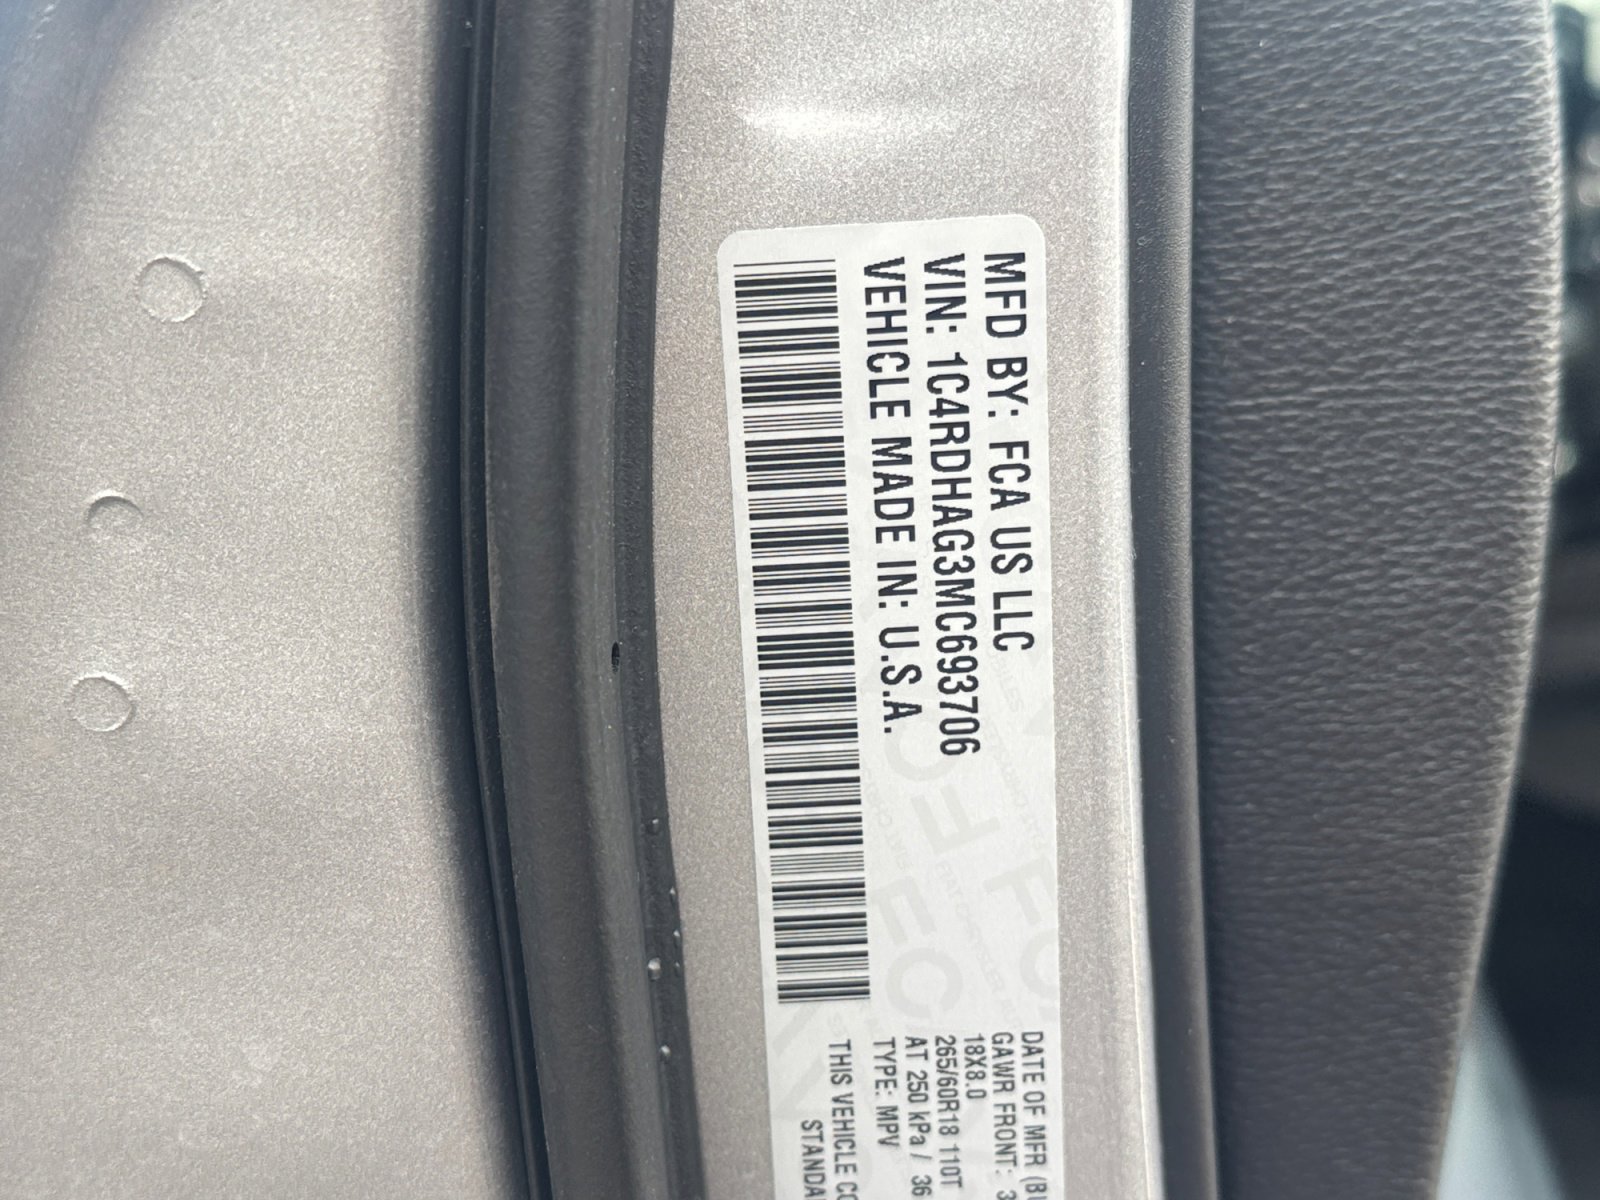 MFD BY: FCA US LLC
VIN: 1C4RDHAG3MC693706
VEHICLE MADE IN: U.S.A.
DATE OF MFR
GAWR FRONT: 3
18X8.0
265/60R18 110T
AT 250 kPa / 36
TYPE: MPV
THIS VEHICLE